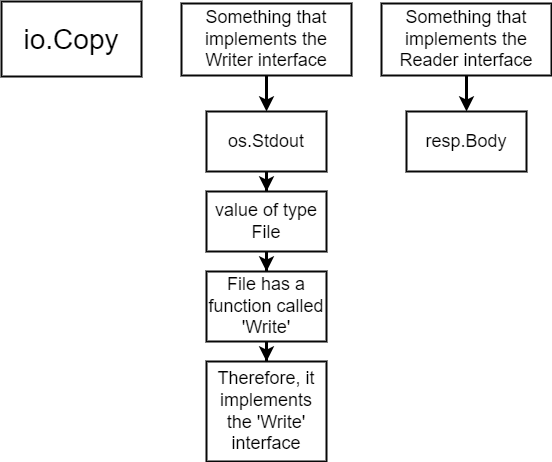 io.Copy
Something that
implements the
Writer interface
Something that
implements the
Reader interface
os.Stdout
resp.Body
value of type
File
File has a
function called
'Write'
Therefore, it
implements
the 'Write'
interface